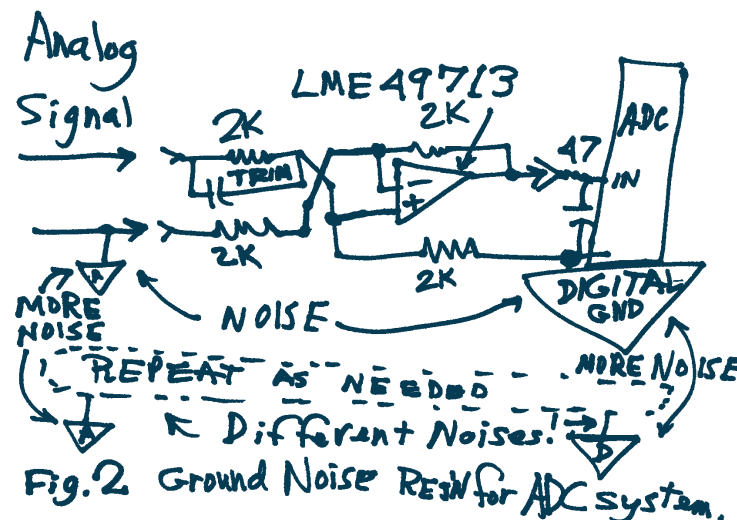 Analog
Signal
LME49713
2K
2K
TRIM
2K
2K
47
ADC
IN
-
+
A
MORE
NOISE
NOISE
DIGITAL
GND
MORE NOISE
REPEAT AS NEEDED
A
Different Noises!
D
Fig.2 Ground Noise REJ'N for ADC system.